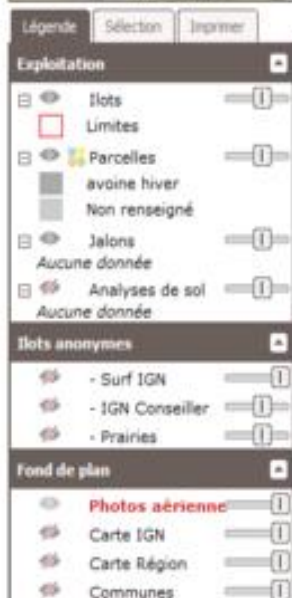 Légende Sélection Imprimer
Exploitation
Ilots
Limites
Parcelles
avoine hiver
Non renseigné
Jalons
Aucune donnée
Analyses de sol
Aucune donnée
Ilots anonymes
- Surf IGN
- IGN Conseiller
- Prairies
Fond de plan
Photos aérienne
Carte IGN
Carte Région
Communes